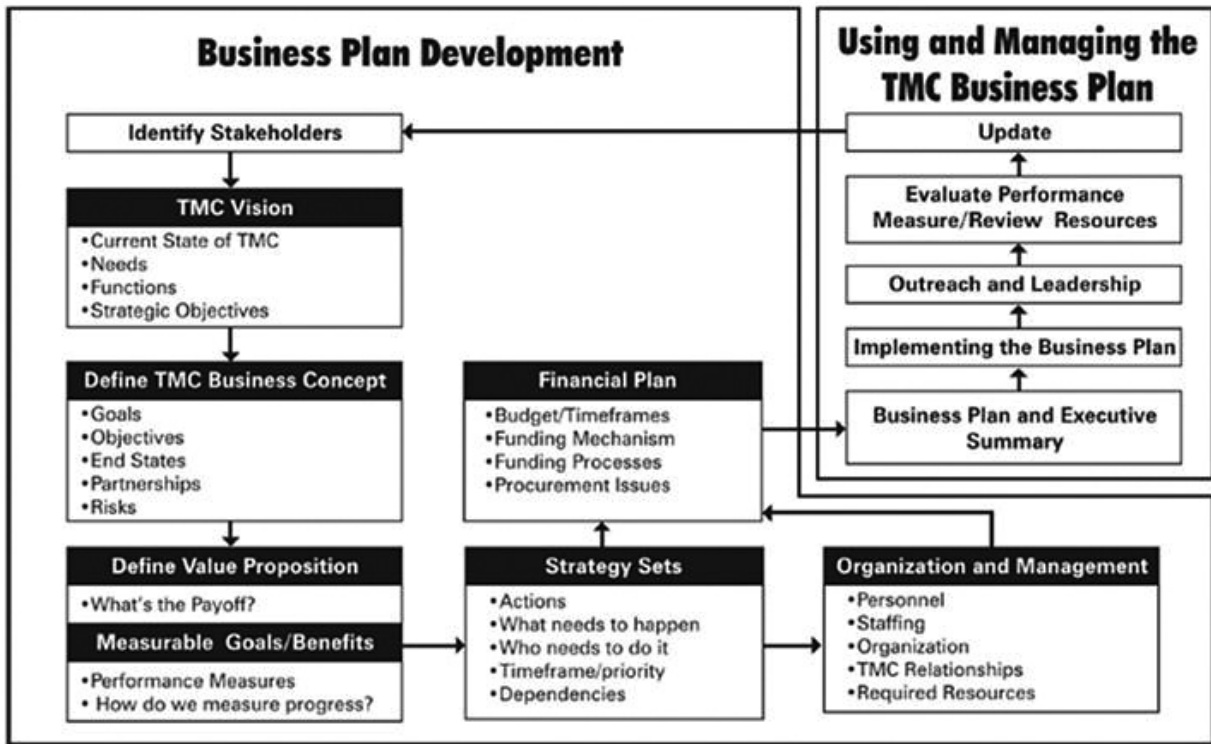 Business Plan Development
Identify Stakeholders
TMC Vision
•Current State of TMC
•Needs
•Functions
•Strategic Objectives
Define TMC Business Concept
•Goals
•Objectives
•End States
•Partnerships
•Risks
Define Value Proposition
•What's the Payoff?
Measurable Goals/Benefits
•Performance Measures
• How do we measure progress?
Strategy Sets
•Actions
•What needs to happen
•Who needs to do it
•Timeframe/priority
•Dependencies
Organization and Management
•Personnel
•Staffing
•Organization
•TMC Relationships
•Required Resources
Financial Plan
•Budget/Timeframes
•Funding Mechanism
•Funding Processes
•Procurement Issues
Using and Managing the
TMC Business Plan
Update
Evaluate Performance
Measure/Review Resources
Outreach and Leadership
Implementing the Business Plan
Business Plan and Executive
Summary